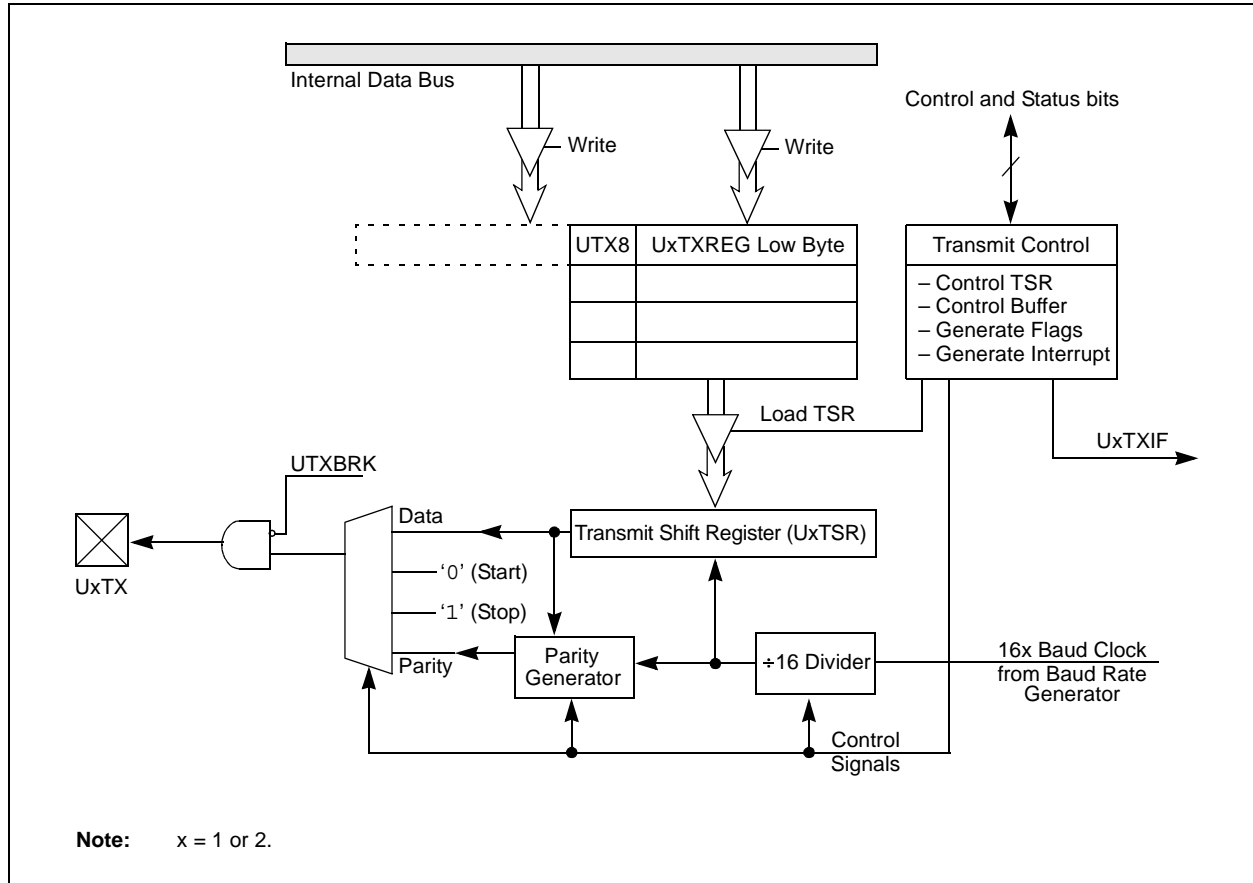 Internal Data Bus
Control and Status bits
Write
Write
UTX8
UxTXREG Low Byte
Transmit Control
– Control TSR
– Control Buffer
– Generate Flags
– Generate Interrupt
Load TSR
UxTXIF
UTXBRK
Data
Transmit Shift Register (UxTSR)
UxTX
‘0’ (Start)
‘1’ (Stop)
Parity
Parity
Generator
÷16 Divider
16x Baud Clock
from Baud Rate
Generator
Control
Signals
Note: x = 1 or 2.